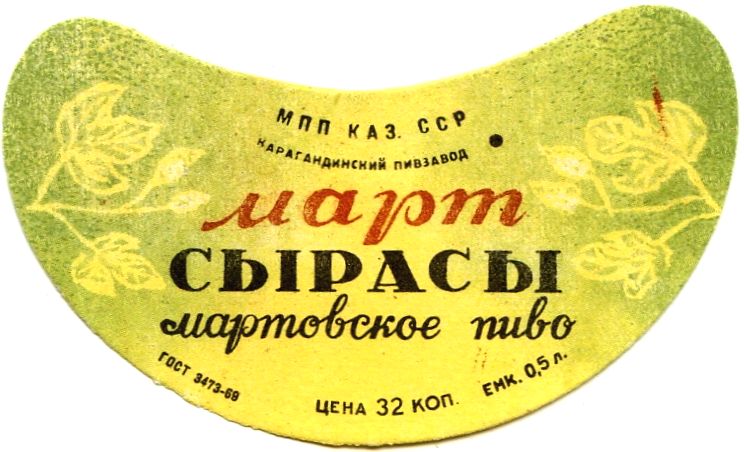 МПП КАЗ. ССР
КАРАГАНДИНСКИЙ ПИВЗАВОД
март
СЫРАСЫ
мартовское пиво
ГОСТ 3473-69
ЦЕНА 32 КОП.
ЕМК. 0,5 л.